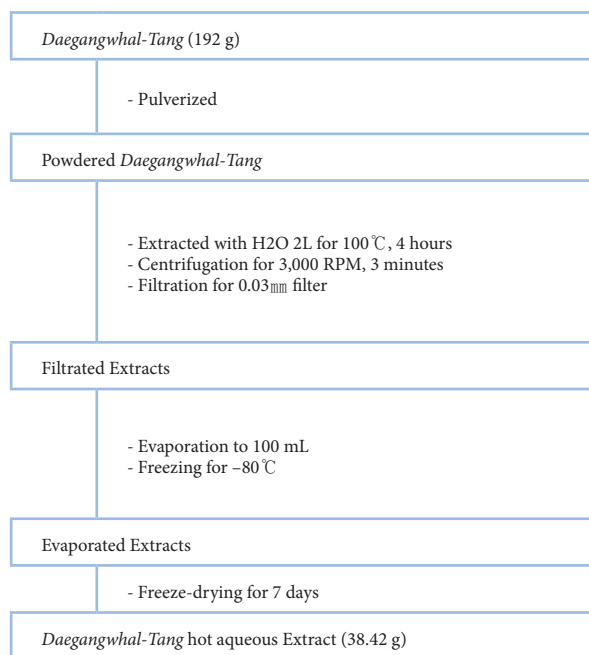 Daegangwhal-Tang (192 g)
- Pulverized
Powdered Daegangwhal-Tang
- Extracted with H2O 2L for 100℃, 4 hours
- Centrifugation for 3,000 RPM, 3 minutes
- Filtration for 0.03㎜ filter
Filtrated Extracts
- Evaporation to 100 mL
- Freezing for –80℃
Evaporated Extracts
- Freeze-drying for 7 days
Daegangwhal-Tang hot aqueous Extract (38.42 g)